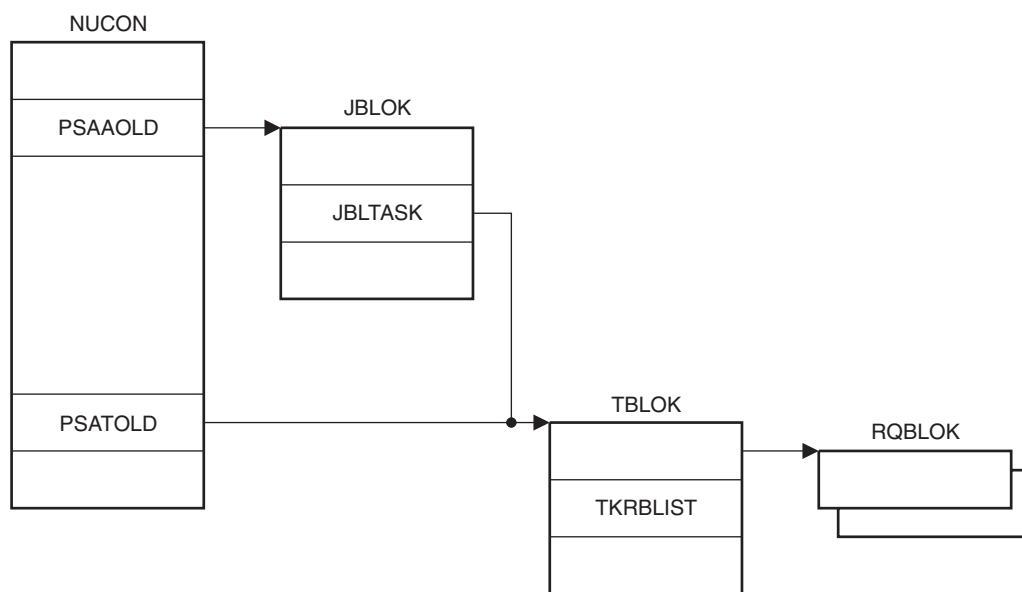 NUCON
PSAAOLD
JBLOK
JBLTASK
PSATOLD
TBLOK
RQBLOK
TKRBLIST